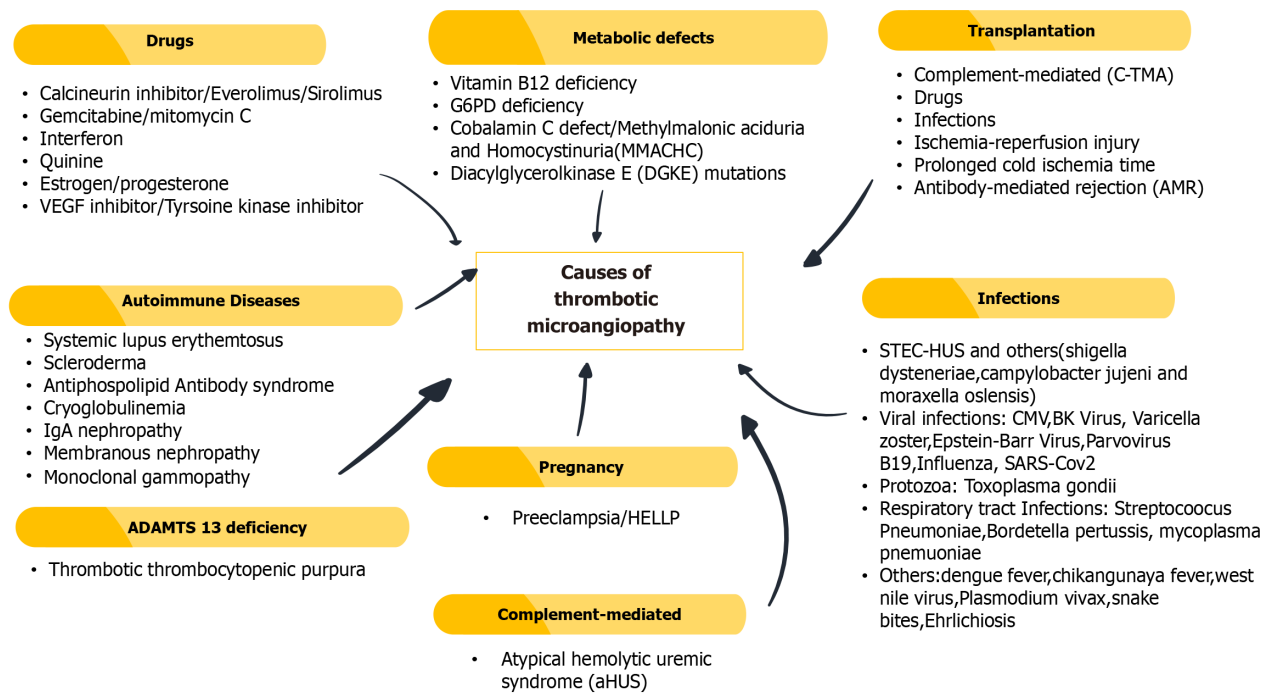 Drugs
• Calcineurin inhibitor/Everolimus/Sirolimus
• Gemcitabine/mitomycin C
• Interferon
• Quinine
• Estrogen/progesterone
• VEGF inhibitor/Tyrsoine kinase inhibitor
Metabolic defects
• Vitamin B12 deficiency
• G6PD deficiency
• Cobalamin C defect/Methylmalonic aciduria
and Homocystinuria(MMACHC)
• Diacylglycerolkinase E (DGKE) mutations
Transplantation
• Complement-mediated (C-TMA)
• Drugs
• Infections
• Ischemia-reperfusion injury
• Prolonged cold ischemia time
• Antibody-mediated rejection (AMR)
Causes of
thrombotic
microangiopathy
Autoimmune Diseases
• Systemic lupus erythemtosus
• Scleroderma
• Antiphospolipid Antibody syndrome
• Cryoglobulinemia
• IgA nephropathy
• Membranous nephropathy
• Monoclonal gammopathy
Infections
• STEC-HUS and others(shigella
dysteneriae,campylobacter jujeni and
moraxella oslensis)
• Viral infections: CMV,BK Virus, Varicella
zoster,Epstein-Barr Virus,Parvovirus
B19,Influenza, SARS-Cov2
• Protozoa: Toxoplasma gondii
• Respiratory tract Infections: Streptocoocus
Pneumoniae,Bordetella pertussis, mycoplasma
pnemuoniae
• Others:dengue fever,chikangunaya fever,west
nile virus,Plasmodium vivax,snake
bites,Ehrlichiosis
Pregnancy
• Preeclampsia/HELLP
ADAMTS 13 deficiency
• Thrombotic thrombocytopenic purpura
Complement-mediated
• Atypical hemolytic uremic
syndrome (aHUS)